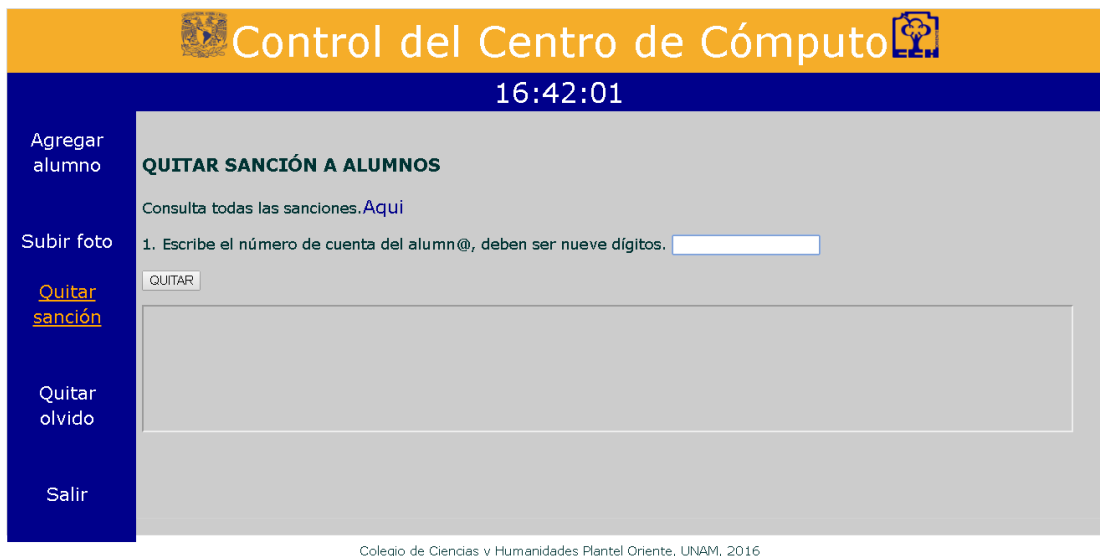 Control del Centro de Cómputo
16:42:01
Agregar
alumno
Subir foto
Quitar
sanción
Quitar
olvido
Salir
QUITAR SANCIÓN A ALUMNOS
Consulta todas las sanciones.Aqui
1. Escribe el número de cuenta del alumn@, deben ser nueve dígitos.
QUITAR
Colegio de Ciencias y Humanidades Plantel Oriente, UNAM, 2016